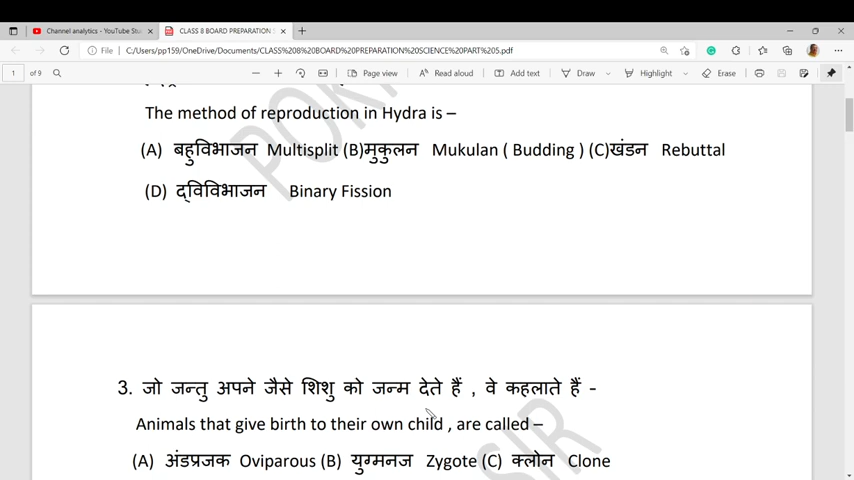 Channel analytics - YouTube Stu
CLASS 8 BOARD PREPARATION S
File C:/Users/pp159/OneDrive/Documents/CLASS%208%20BOARD%20PREPARATION%20SCIENCE%20PART%205.pdf
1 of 9 Page view Read aloud Add text Draw Highlight Erase
The method of reproduction in Hydra is –
(A) बहुविभाजन Multisplit (B)मुकुलन Mukulan ( Budding ) (C)खंडन Rebuttal
(D) द्विविभाजन Binary Fission
3. जो जन्तु अपने जैसे शिशु को जन्म देते हैं , वे कहलाते हैं -
Animals that give birth to their own child , are called –
(A) अंडप्रजक Oviparous (B) युग्मनज Zygote (C) क्लोन Clone
SIR